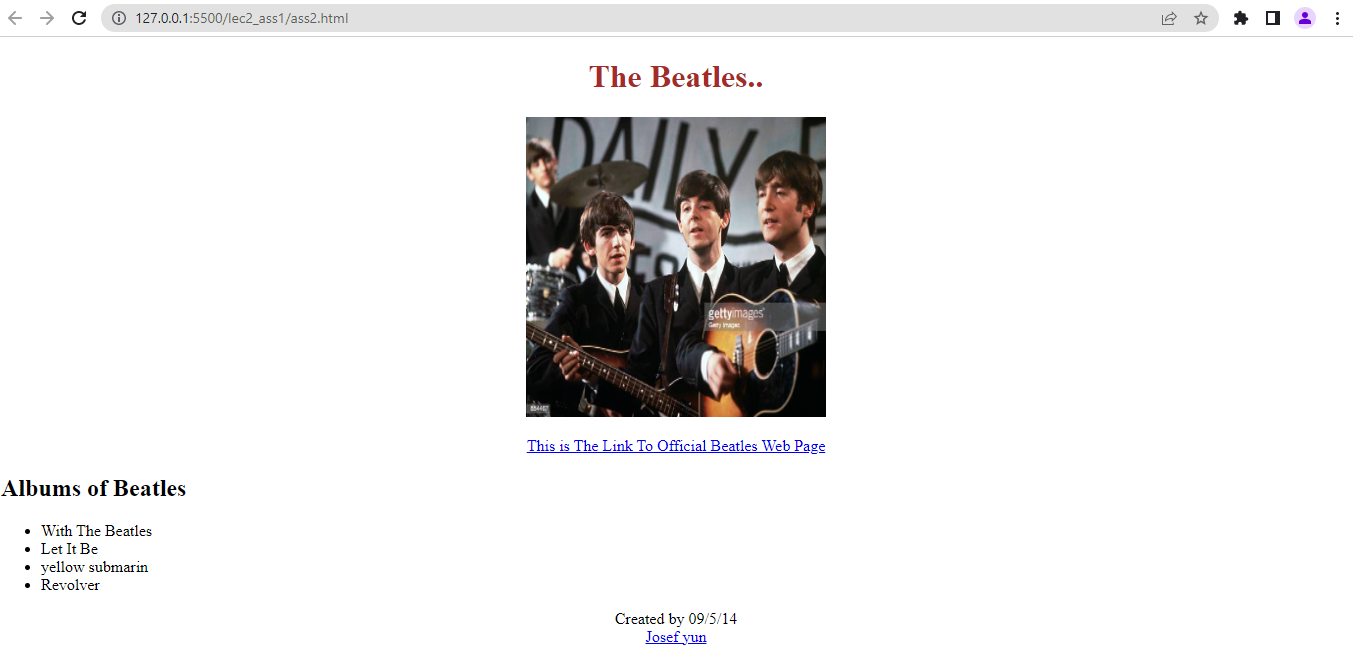 127.0.0.1:5500/lec2_ass1/ass2.html
The Beatles..
DAILY E
gettyimages
Getty Images
This is The Link To Official Beatles Web Page
Albums of Beatles
With The Beatles
Let It Be
yellow submarin
Revolver
Created by 09/5/14
Josef yun